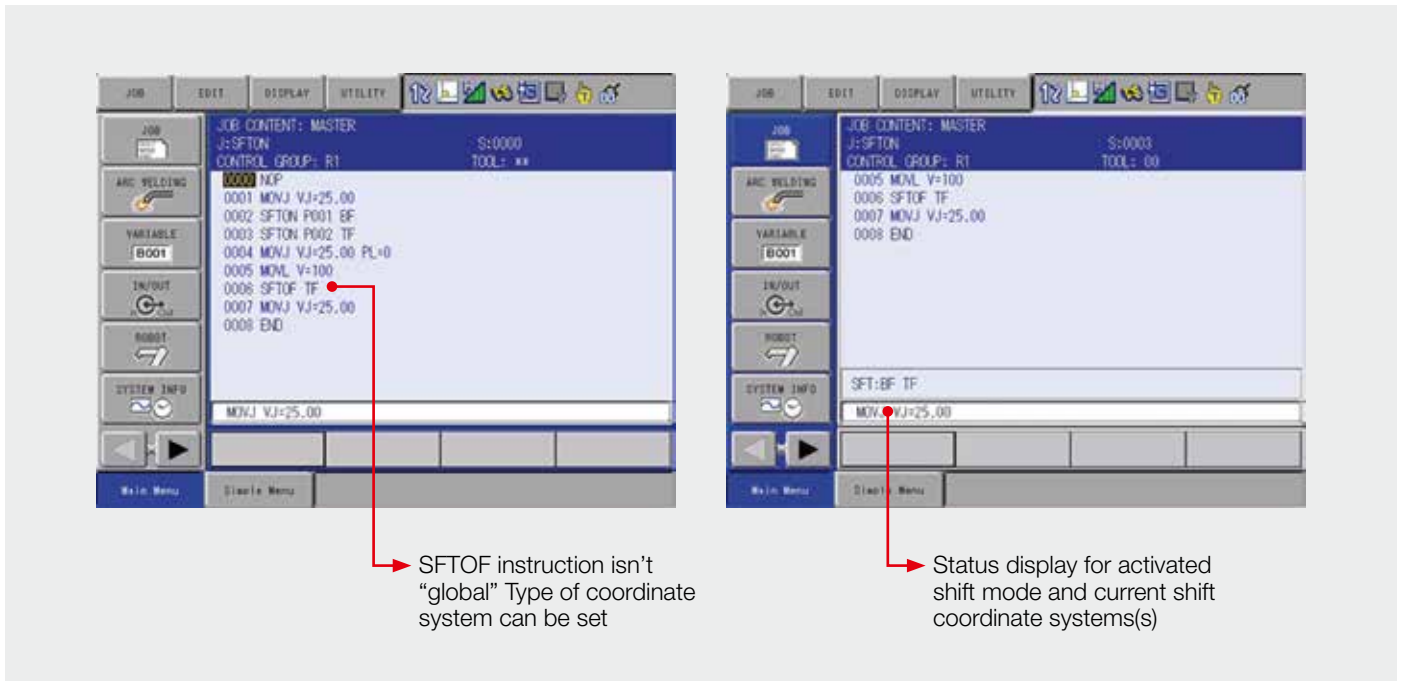 JOB EDIT DISPLAY UTILITY
JOB
ARC WELDING
VARIABLE
B001
IN/OUT
ROBOT
SYSTEM INFO
JOB CONTENT: MASTER
J:SFTON S:0000
CONTROL GROUP: R1 TOOL: **
0000 NOP
0001 MOVJ VJ=25.00
0002 SFTON P001 BF
0003 SFTON P002 TF
0004 MOVJ VJ=25.00 PL=0
0005 MOVL V=100
0006 SFTOF TF
0007 MOVJ VJ=25.00
0008 END
MOVJ VJ=25.00
Main Menu Simple Menu
SFTOF instruction isn’t
“global” Type of coordinate
system can be set
JOB EDIT DISPLAY UTILITY
JOB
ARC WELDING
VARIABLE
B001
IN/OUT
ROBOT
SYSTEM INFO
JOB CONTENT: MASTER
J:SFTON S:0003
CONTROL GROUP: R1 TOOL: 00
0005 MOVL V=100
0006 SFTOF TF
0007 MOVJ VJ=25.00
0008 END
SFT:BF TF
MOVJ VJ=25.00
Main Menu Simple Menu
Status display for activated
shift mode and current shift
coordinate systems(s)